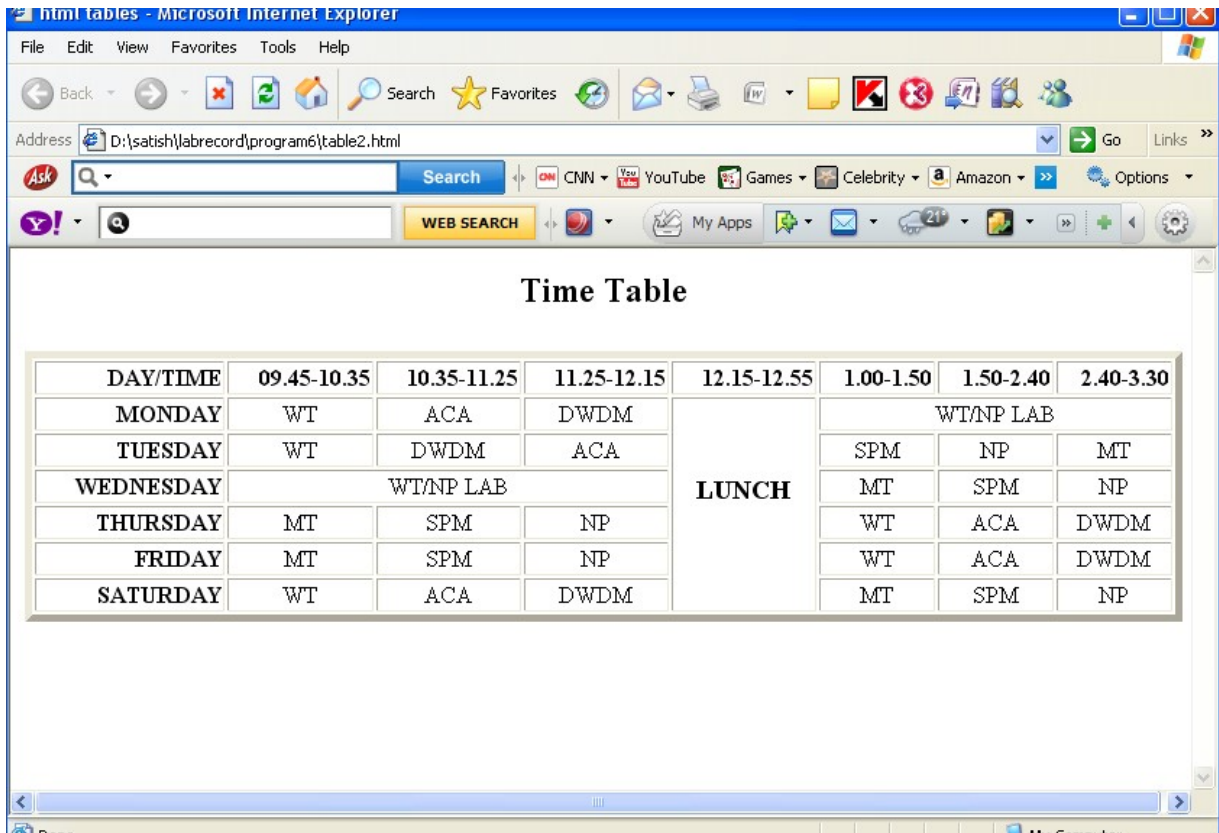 html tables - Microsoft Internet Explorer
File Edit View Favorites Tools Help
Back Search Favorites
Address D:\satish\labrecord\program6\table2.html Go Links »
Ask Search CNN YouTube Games Celebrity Amazon » Options
Y! WEB SEARCH My Apps 21° »
Time Table
DAY/TIME 09.45-10.35 10.35-11.25 11.25-12.15 12.15-12.55 1.00-1.50 1.50-2.40 2.40-3.30
MONDAY WT ACA DWDM WT/NP LAB
TUESDAY WT DWDM ACA SPM NP MT
WEDNESDAY WT/NP LAB LUNCH MT SPM NP
THURSDAY MT SPM NP WT ACA DWDM
FRIDAY MT SPM NP WT ACA DWDM
SATURDAY WT ACA DWDM MT SPM NP